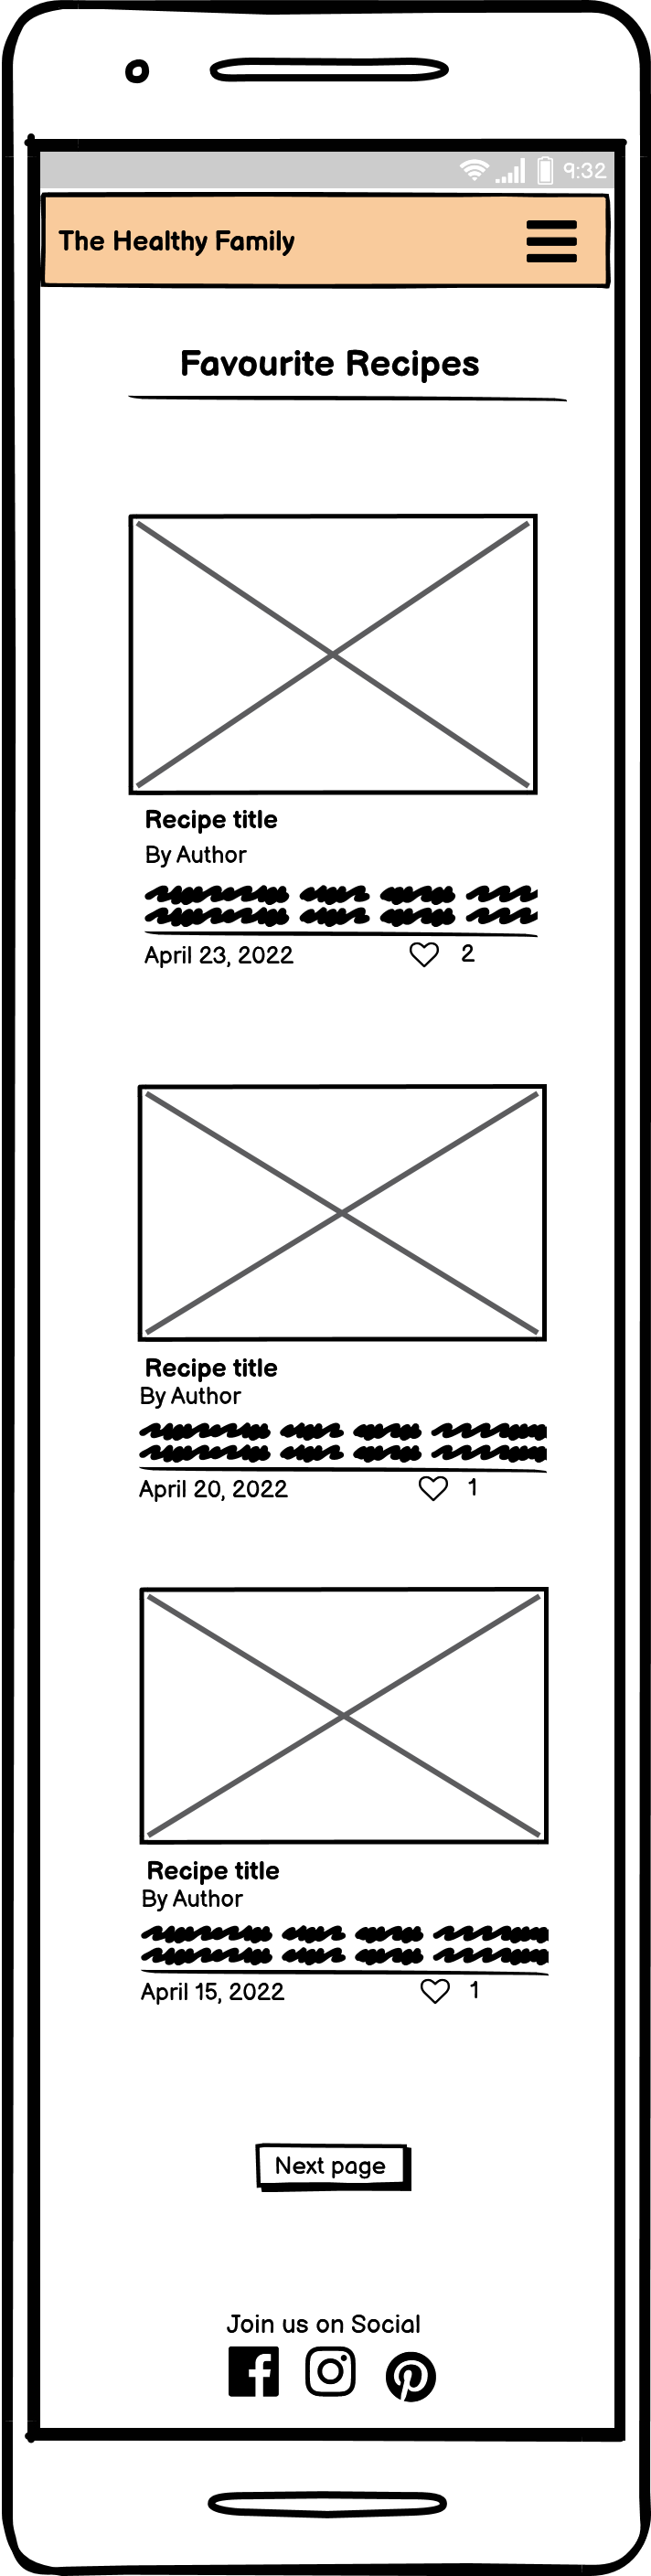 9:32
The Healthy Family
Favourite Recipes
Recipe title
By Author
April 23, 2022 2
Recipe title
By Author
April 20, 2022 1
Recipe title
By Author
April 15, 2022 1
Next page
Join us on Social